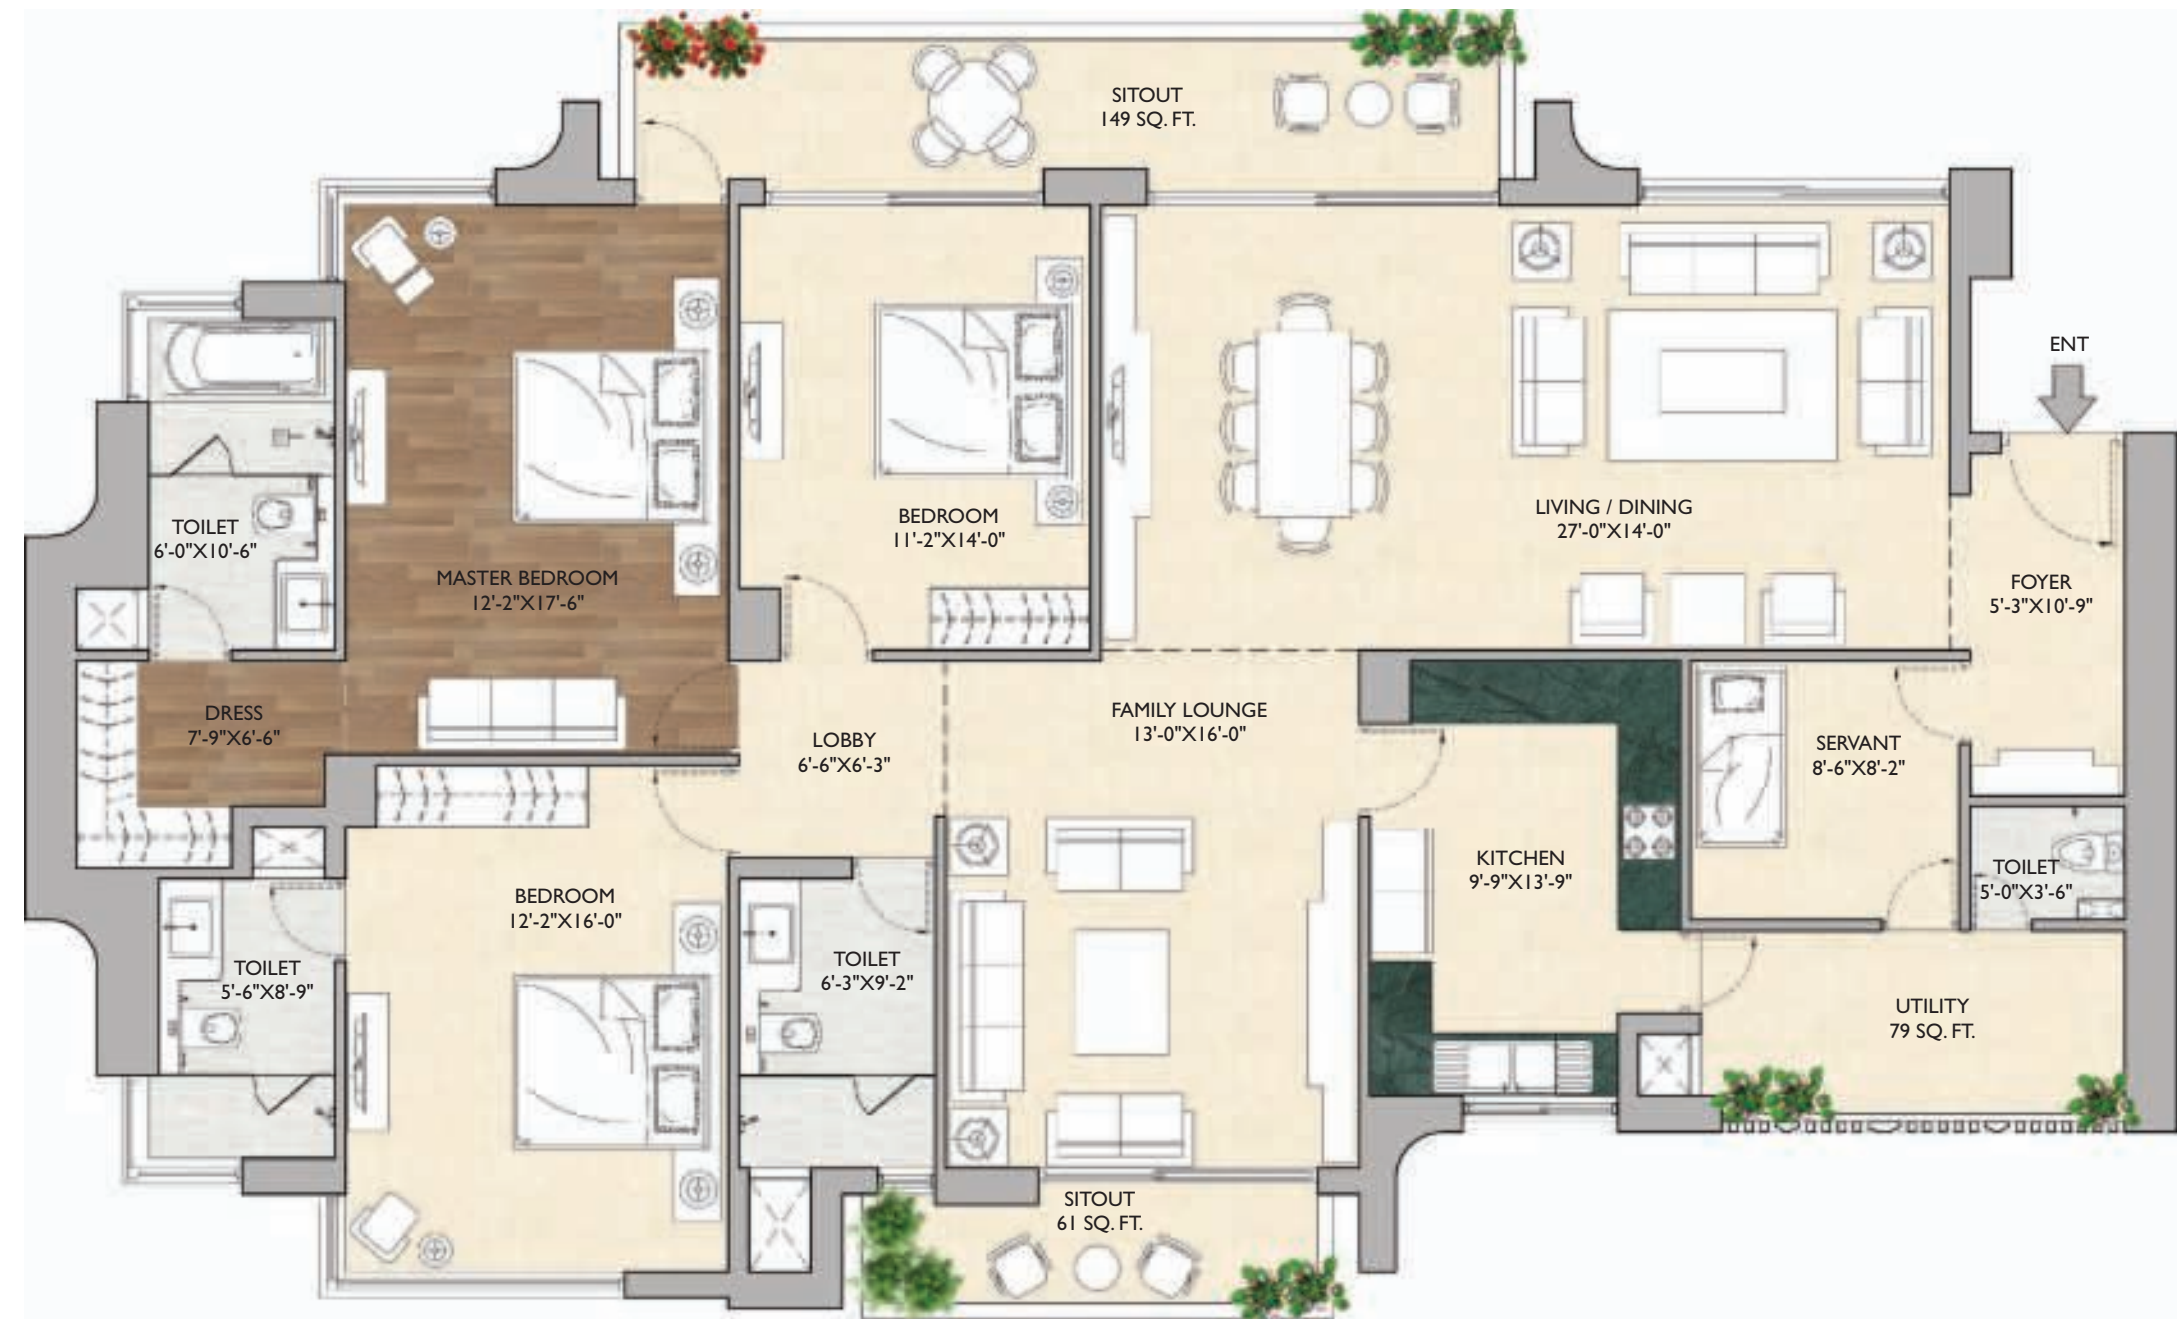 SITOUT
149 SQ. FT.
ENT
TOILET
6'-0"X10'-6"
MASTER BEDROOM
12'-2"X17'-6"
BEDROOM
11'-2"X14'-0"
LIVING / DINING
27'-0"X14'-0"
FOYER
5'-3"X10'-9"
DRESS
7'-9"X6'-6"
LOBBY
6'-6"X6'-3"
FAMILY LOUNGE
13'-0"X16'-0"
SERVANT
8'-6"X8'-2"
KITCHEN
9'-9"X13'-9"
TOILET
5'-0"X3'-6"
BEDROOM
12'-2"X16'-0"
TOILET
5'-6"X8'-9"
TOILET
6'-3"X9'-2"
UTILITY
79 SQ. FT.
SITOUT
61 SQ. FT.